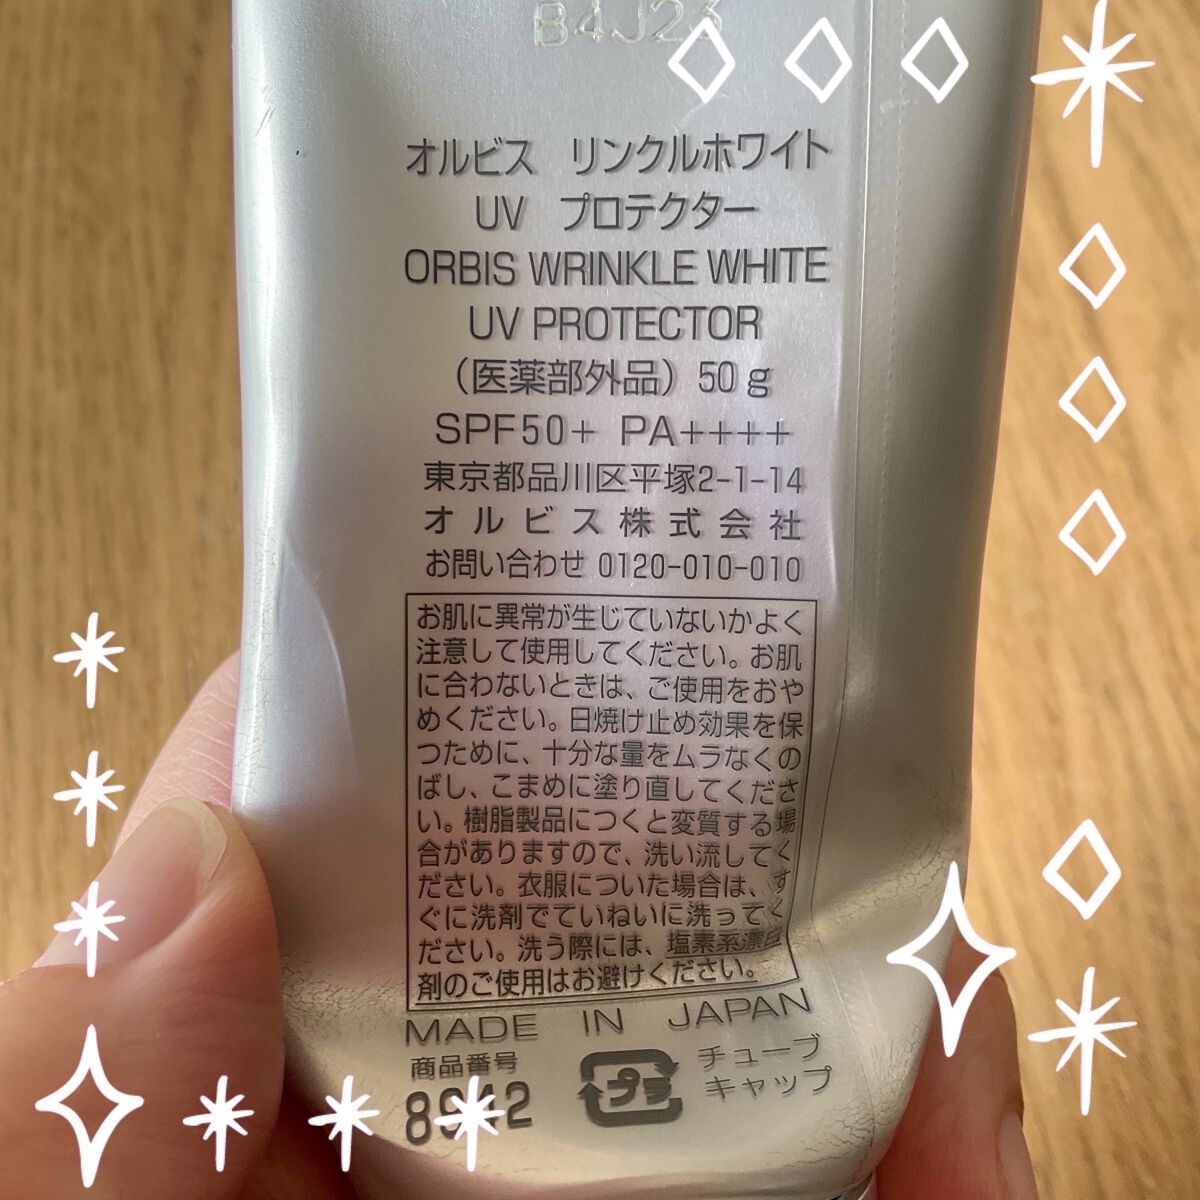 B4J23
オルビス　リンクルホワイト
UV　プロテクター
ORBIS WRINKLE WHITE
UV PROTECTOR
（医薬部外品）50g
SPF50+ PA++++
東京都品川区平塚2-1-14
オルビス株式会社
お問い合わせ 0120-010-010
お肌に異常が生じていないかよく
注意して使用してください。お肌
に合わないときは、ご使用をおや
めください。日焼け止め効果を保
つために、十分な量をムラなくの
ばし、こまめに塗り直してくださ
い。樹脂製品につくと変質する場
合がありますので、洗い流してく
ださい。衣服についた場合は、す
ぐに洗剤でていねいに洗ってく
ださい。洗う際には、塩素系漂白
剤のご使用はお避けください。
MADE IN JAPAN
商品番号
プラ
チューブ
キャップ